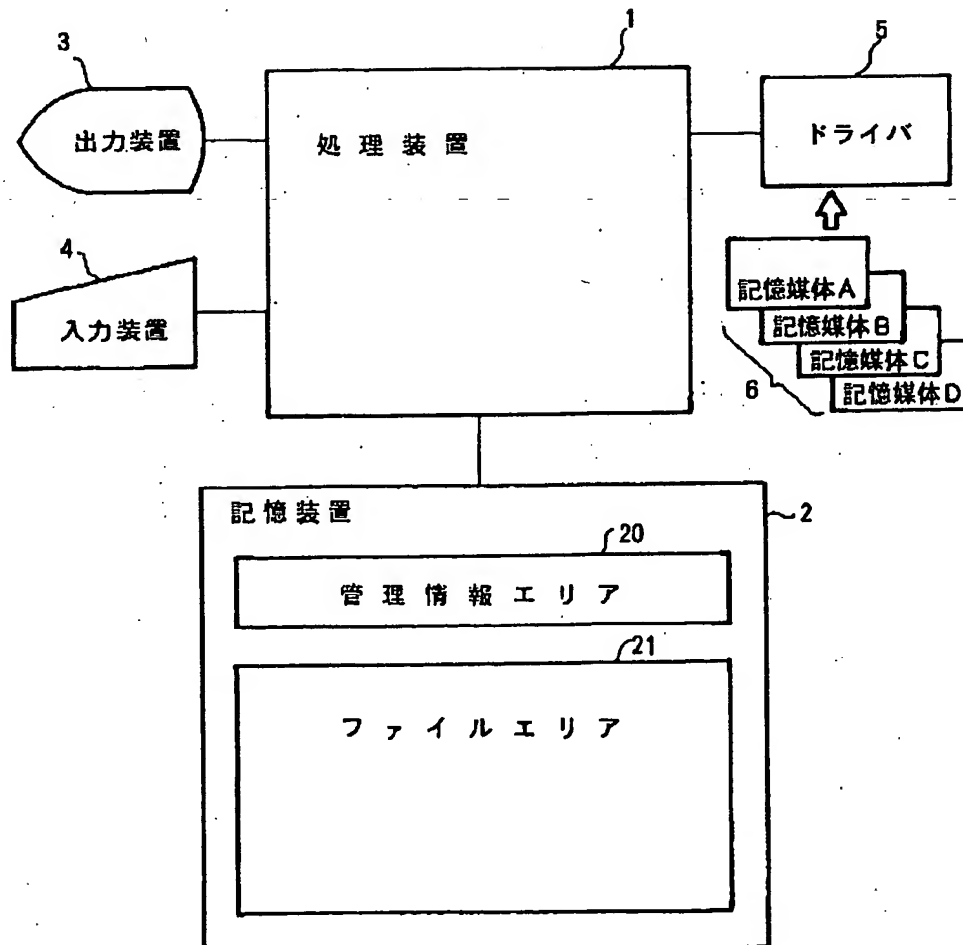 1
3
5
出力装置
処理装置
ドライバ
4
入力装置
記憶媒体A
記憶媒体B
記憶媒体C
記憶媒体D
6
記憶装置
2
20
管理情報エリア
21
ファイルエリア